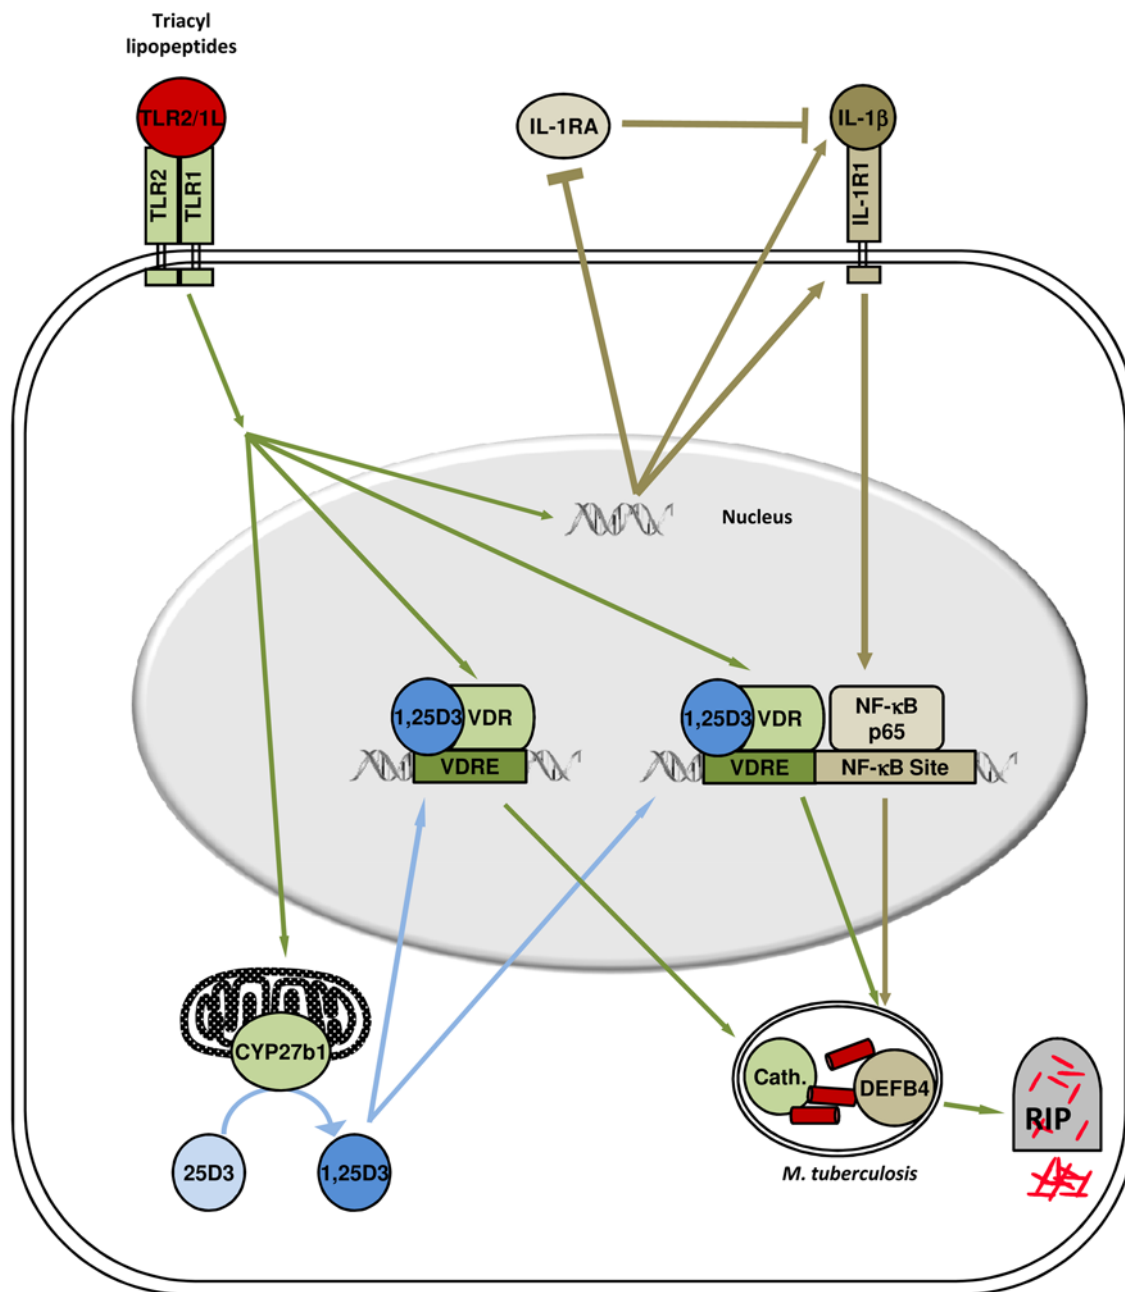 Triacyl
lipopeptides
TLR2/1L
TLR2
TLR1
IL-1RA
IL-1β
IL-1R1
Nucleus
1,25D3
VDR
VDRE
1,25D3
VDR
NF-κB
p65
VDRE
NF-κB Site
CYP27b1
25D3
1,25D3
Cath.
DEFB4
RIP
M. tuberculosis